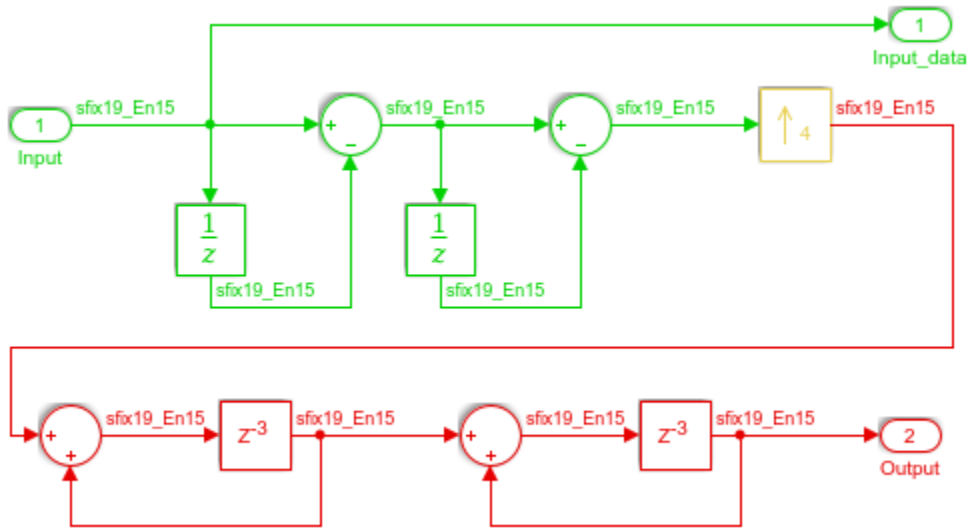 1
Input_data
sfix19_En15 sfix19_En15 sfix19_En15 sfix19_En15
1 + − + − ↑ 4
Input
1/z 1/z
sfix19_En15 sfix19_En15
sfix19_En15 sfix19_En15 sfix19_En15 sfix19_En15
+ + z-3 + + z-3 2
Output